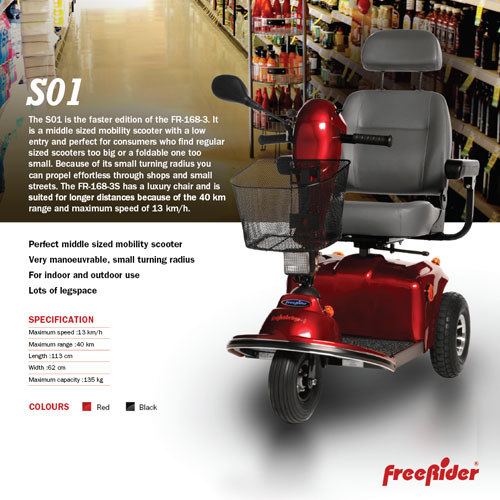 S01
The S01 is the faster edition of the FR-168-3. It
is a middle sized mobility scooter with a low
entry and perfect for consumers who find regular
sized scooters too big or a foldable one too
small. Because of its small turning radius you
can propel effortless through shops and small
streets. The FR-168-3S has a luxury chair and is
suited for longer distances because of the 40 km
range and maximum speed of 13 km/h.
Perfect middle sized mobility scooter
Very manoeuvrable, small turning radius
For indoor and outdoor use
Lots of legspace
SPECIFICATION
Maximum speed :13 km/h
Maximum range :40 km
Length :113 cm
Width :62 cm
Maximum capacity :135 kg
COLOURS Red Black
FreeRider
FreeRider®